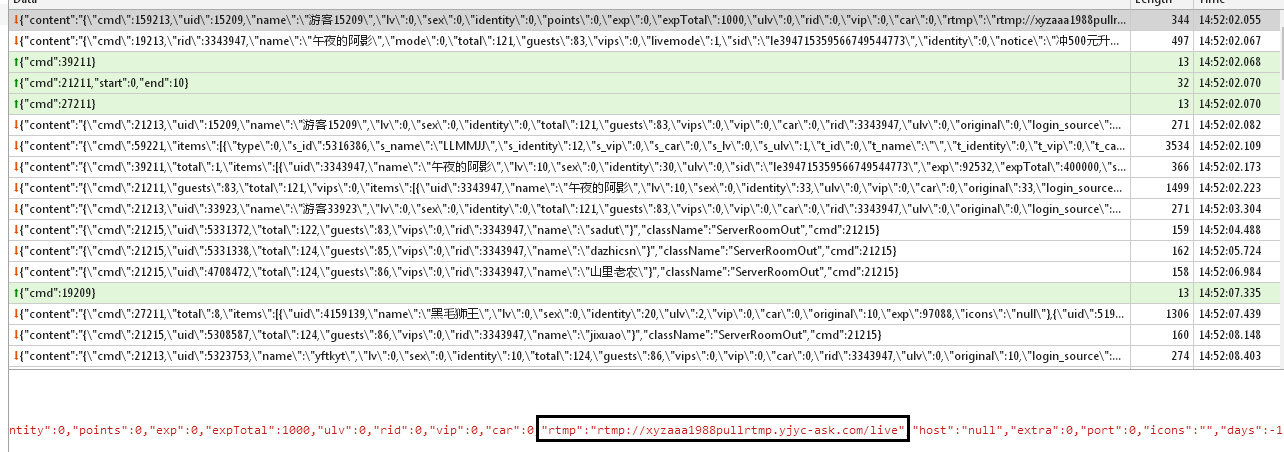 Data Length Time
↓{"content":"{\"cmd\":159213,\"uid\":15209,\"name\":\"游客15209\",\"lv\":0,\"sex\":0,\"identity\":0,\"points\":0,\"exp\":0,\"expTotal\":1000,\"ulv\":0,\"rid\":0,\"vip\":0,\"car\":0,\"rtmp\":\"rtmp://xyzaaa1988pullr... 344 14:52:02.055
↓{"content":"{\"cmd\":19213,\"rid\":3343947,\"name\":\"午夜的阿影\",\"mode\":0,\"total\":121,\"guests\":83,\"vips\":0,\"livemode\":1,\"sid\":\"le394715359566749544773\",\"identity\":0,\"notice\":\"冲500元升... 497 14:52:02.067
↑{"cmd":39211} 13 14:52:02.068
↑{"cmd":21211,"start":0,"end":10} 32 14:52:02.070
↑{"cmd":27211} 13 14:52:02.070
↓{"content":"{\"cmd\":21213,\"uid\":15209,\"name\":\"游客15209\",\"lv\":0,\"sex\":0,\"identity\":0,\"total\":121,\"guests\":83,\"vips\":0,\"vip\":0,\"car\":0,\"rid\":3343947,\"ulv\":0,\"original\":0,\"login_source\":... 271 14:52:02.082
↓{"content":"{\"cmd\":59221,\"items\":[{\"type\":0,\"s_id\":5316386,\"s_name\":\"LLMMJJ\",\"s_identity\":12,\"s_vip\":0,\"s_car\":0,\"s_lv\":0,\"s_ulv\":1,\"t_id\":0,\"t_name\":\"\",\"t_identity\":0,\"t_vip\":0,\"t_ca... 3534 14:52:02.109
↓{"content":"{\"cmd\":39211,\"total\":1,\"items\":[{\"uid\":3343947,\"name\":\"午夜的阿影\",\"lv\":10,\"sex\":0,\"identity\":30,\"ulv\":0,\"sid\":\"le394715359566749544773\",\"exp\":92532,\"expTotal\":400000,\"s... 366 14:52:02.173
↓{"content":"{\"cmd\":21211,\"guests\":83,\"total\":121,\"vips\":0,\"items\":[{\"uid\":3343947,\"name\":\"午夜的阿影\",\"lv\":10,\"sex\":0,\"identity\":33,\"ulv\":0,\"vip\":0,\"car\":0,\"original\":33,\"login_source... 1499 14:52:02.223
↓{"content":"{\"cmd\":21213,\"uid\":33923,\"name\":\"游客33923\",\"lv\":0,\"sex\":0,\"identity\":0,\"total\":121,\"guests\":83,\"vips\":0,\"vip\":0,\"car\":0,\"rid\":3343947,\"ulv\":0,\"original\":0,\"login_source\":... 271 14:52:03.304
↓{"content":"{\"cmd\":21215,\"uid\":5331372,\"total\":122,\"guests\":83,\"vips\":0,\"rid\":3343947,\"name\":\"sadut\"}","className":"ServerRoomOut","cmd":21215} 159 14:52:04.488
↓{"content":"{\"cmd\":21215,\"uid\":5331338,\"total\":124,\"guests\":86,\"vips\":0,\"rid\":3343947,\"name\":\"dazhicsn\"}","className":"ServerRoomOut","cmd":21215} 162 14:52:05.724
↓{"content":"{\"cmd\":21215,\"uid\":4708472,\"total\":124,\"guests\":86,\"vips\":0,\"rid\":3343947,\"name\":\"山里老农\"}","className":"ServerRoomOut","cmd":21215} 158 14:52:06.984
↑{"cmd":19209} 13 14:52:07.335
↓{"content":"{\"cmd\":27211,\"total\":8,\"items\":[{\"uid\":4159139,\"name\":\"黑毛狮王\",\"lv\":0,\"sex\":0,\"identity\":20,\"ulv\":2,\"vip\":0,\"car\":0,\"original\":10,\"exp\":97088,\"icons\":\"null\"},{\"uid\":519... 1306 14:52:07.439
↓{"content":"{\"cmd\":21215,\"uid\":5308587,\"total\":124,\"guests\":86,\"vips\":0,\"rid\":3343947,\"name\":\"jixuao\"}","className":"ServerRoomOut","cmd":21215} 160 14:52:08.148
↓{"content":"{\"cmd\":21213,\"uid\":5323753,\"name\":\"yftkyt\",\"lv\":0,\"sex\":0,\"identity\":10,\"total\":124,\"guests\":86,\"vips\":0,\"vip\":0,\"car\":0,\"rid\":3343947,\"ulv\":0,\"original\":10,\"login_source\":... 274 14:52:08.403
ntity":0,"points":0,"exp":0,"expTotal":1000,"ulv":0,"rid":0,"vip":0,"car":0,"rtmp":"rtmp://xyzaaa1988pullrtmp.yjyc-ask.com/live","host":"null","extra":0,"port":0,"icons":"","days":-1